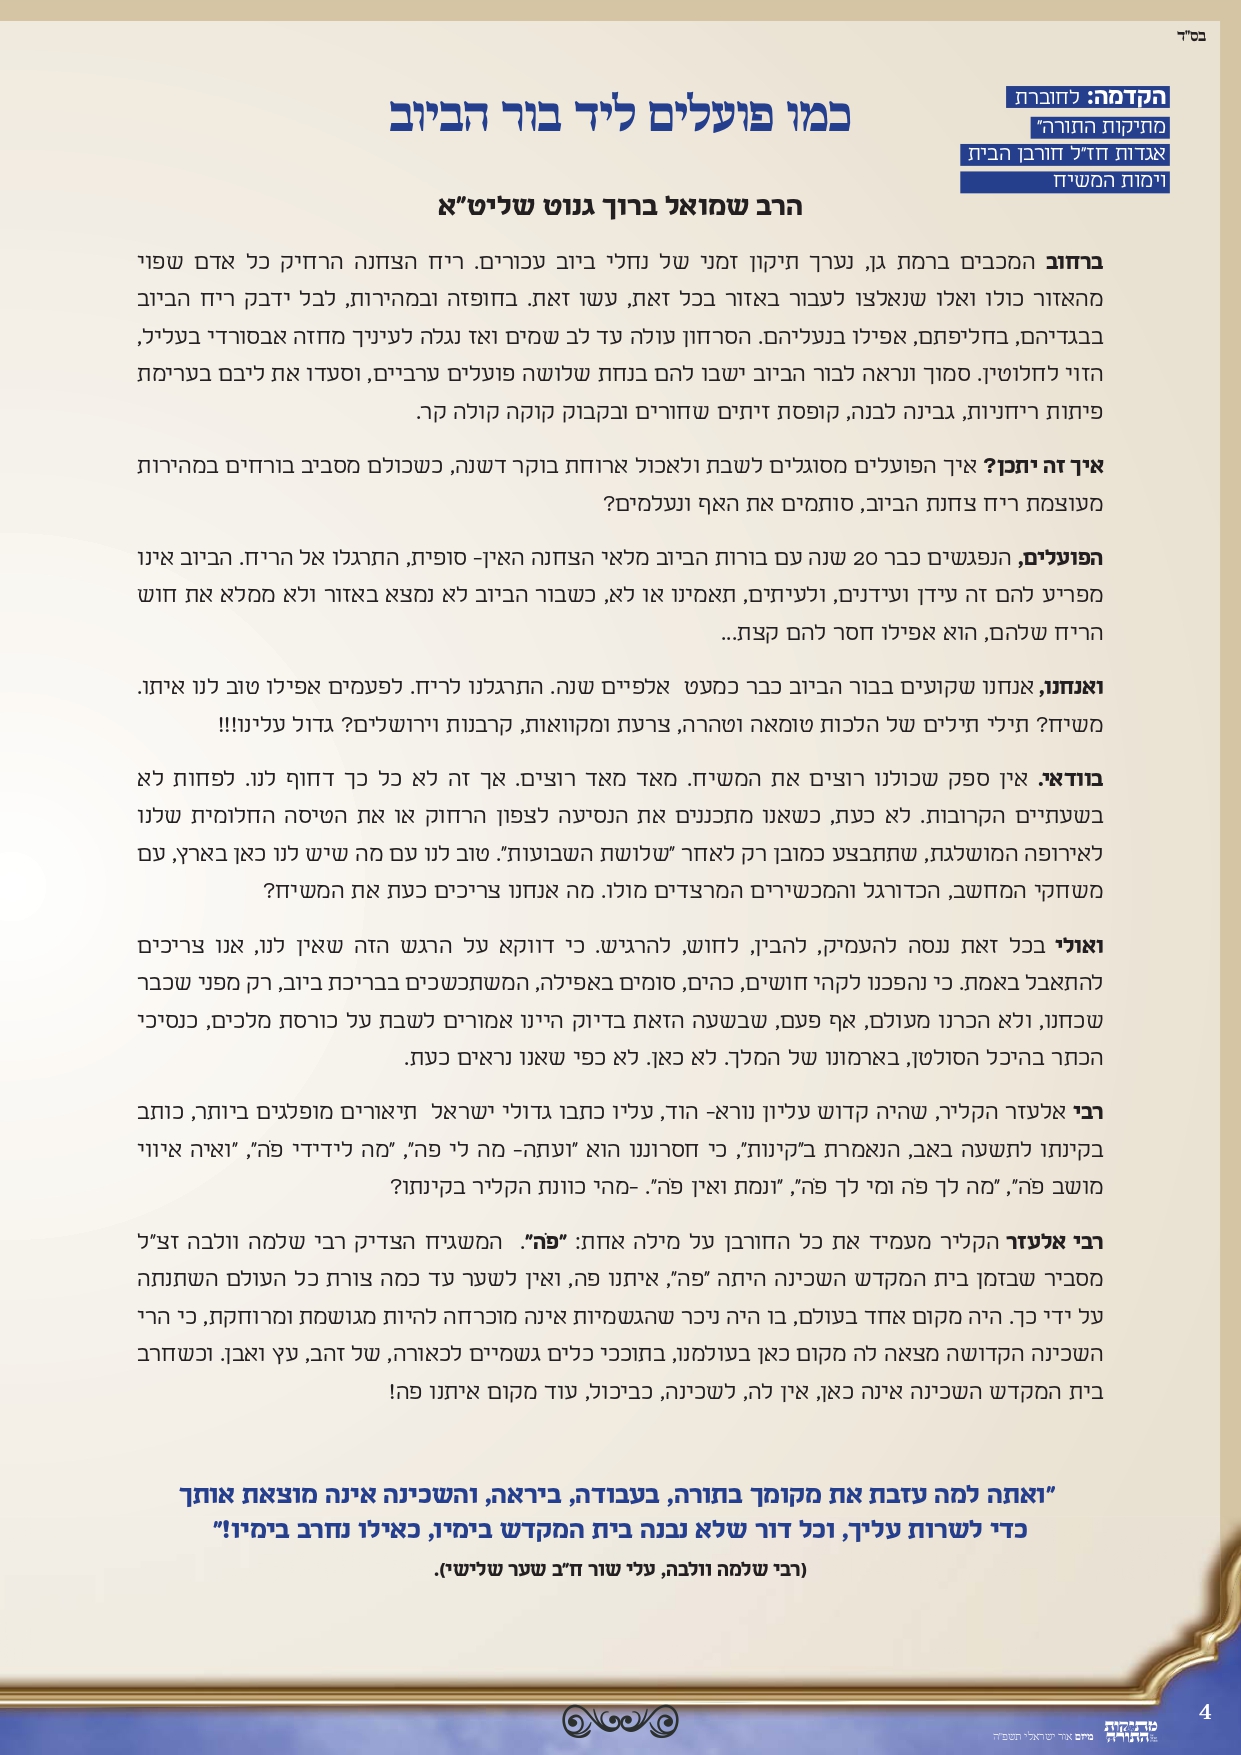 בס"ד
הקדמה: לחוברת
מתיקות התורה"
אגדות חז"ל חורבן הבית
וימות המשיח
כמו פועלים ליד בור הביוב
הרב שמואל ברוך גנוט שליט"א
ברחוב המכבים ברמת גן, נערך תיקון זמני של נחלי ביוב עכורים. ריח הצחנה הרחיק כל אדם שפוי
מהאזור כולו ואלו שנאלצו לעבור באזור בכל זאת, עשו זאת. בחופזה ובמהירות, לבל ידבק ריח הביוב
בבגדיהם, בחליפתם, אפילו בנעליהם. הסרחון עולה עד לב שמים ואז נגלה לעיניך מחזה אבסורדי בעליל,
הזוי לחלוטין. סמוך ונראה לבור הביוב ישבו להם בנחת שלושה פועלים ערביים, וסעדו את ליבם בערימת
פיתות ריחניות, גבינה לבנה, קופסת זיתים שחורים ובקבוק קוקה קולה קר.
איך זה יתכן? איך הפועלים מסוגלים לשבת ולאכול ארוחת בוקר דשנה, כשכולם מסביב בורחים במהירות
מעוצמת ריח צחנת הביוב, סותמים את האף ונעלמים?
הפועלים, הנפגשים כבר 20 שנה עם בורות הביוב מלאי הצחנה האין- סופית, התרגלו אל הריח. הביוב אינו
מפריע להם זה עידן ועידנים, ולעיתים, תאמינו או לא, כשבור הביוב לא נמצא באזור ולא ממלא את חוש
הריח שלהם, הוא אפילו חסר להם קצת...
ואנחנו, אנחנו שקועים בבור הביוב כבר כמעט אלפיים שנה. התרגלנו לריח. לפעמים אפילו טוב לנו איתו.
משיח? תילי תילים של הלכות טומאה וטהרה, צרעת ומקוואות, קרבנות וירושלים? גדול עלינו!!!
בוודאי. אין ספק שכולנו רוצים את המשיח. מאד מאד רוצים. אך זה לא כל כך דחוף לנו. לפחות לא
בשעתיים הקרובות. לא כעת, כשאנו מתכננים את הנסיעה לצפון הרחוק או את הטיסה החלומית שלנו
לאירופה המושלגת, שתתבצע כמובן רק לאחר "שלושת השבועות". טוב לנו עם מה שיש לנו כאן בארץ, עם
משחקי המחשב, הכדורגל והמכשירים המרצדים מולו. מה אנחנו צריכים כעת את המשיח?
ואולי בכל זאת ננסה להעמיק, להבין, לחוש, להרגיש. כי דווקא על הרגש הזה שאין לנו, אנו צריכים
להתאבל באמת. כי נהפכנו לקהי חושים, כהים, סומים באפילה, המשתכשכים בבריכת ביוב, רק מפני שכבר
שכחנו, ולא הכרנו מעולם, אף פעם, שבשעה הזאת בדיוק היינו אמורים לשבת על כורסת מלכים, כנסיכי
הכתר בהיכל הסולטן, בארמונו של המלך. לא כאן. לא כפי שאנו נראים כעת.
רבי אלעזר הקליר, שהיה קדוש עליון נורא- הוד, עליו כתבו גדולי ישראל תיאורים מופלגים ביותר, כותב
בקינתו לתשעה באב, הנאמרת ב"קינות", כי חסרוננו הוא "ועתה- מה לי פה", "מה לידידי פֹה", "ואיה איווי
מושב פֹה", "מה לך פֹה ומי לך פֹה", "ונמת ואין פֹה". -מהי כוונת הקליר בקינתו?
רבי אלעזר הקליר מעמיד את כל החורבן על מילה אחת: "פֹה". המשגיח הצדיק רבי שלמה וולבה זצ"ל
מסביר שבזמן בית המקדש השכינה היתה "פה", איתנו פה, ואין לשער עד כמה צורת כל העולם השתנתה
על ידי כך. היה מקום אחד בעולם, בו היה ניכר שהגשמיות אינה מוכרחה להיות מגושמת ומרוחקת, כי הרי
השכינה הקדושה מצאה לה מקום כאן בעולמנו, בתוככי כלים גשמיים לכאורה, של זהב, עץ ואבן. וכשחרב
בית המקדש השכינה אינה כאן, אין לה, לשכינה, כביכול, עוד מקום איתנו פה!
"ואתה למה עזבת את מקומך בתורה, בעבודה, ביראה, והשכינה אינה מוצאת אותך
כדי לשרות עליך, וכל דור שלא נבנה בית המקדש בימיו, כאילו נחרב בימיו!"
(רבי שלמה וולבה, עלי שור ח"ב שער שלישי).
4
מתיקות
התורה
מיזם אור ישראלי תשפ"ה